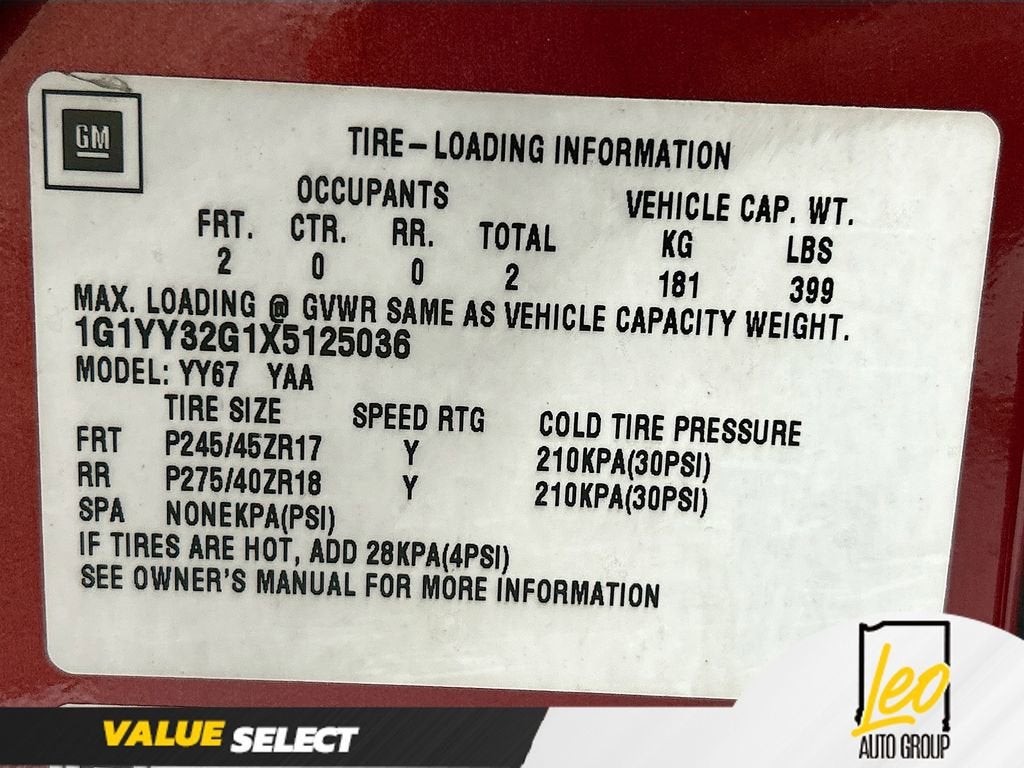 GM
TIRE-LOADING INFORMATION
OCCUPANTS VEHICLE CAP. WT.
FRT. CTR. RR. TOTAL KG LBS
2 0 0 2 181 399
MAX. LOADING @ GVWR SAME AS VEHICLE CAPACITY WEIGHT.
1G1YY32G1X5125036
MODEL: YY67 YAA
TIRE SIZE SPEED RTG COLD TIRE PRESSURE
FRT P245/45ZR17 Y 210KPA(30PSI)
RR P275/40ZR18 Y 210KPA(30PSI)
SPA NONEKPA(PSI)
IF TIRES ARE HOT, ADD 28KPA(4PSI)
SEE OWNER'S MANUAL FOR MORE INFORMATION
VALUE SELECT
Leo
AUTO GROUP